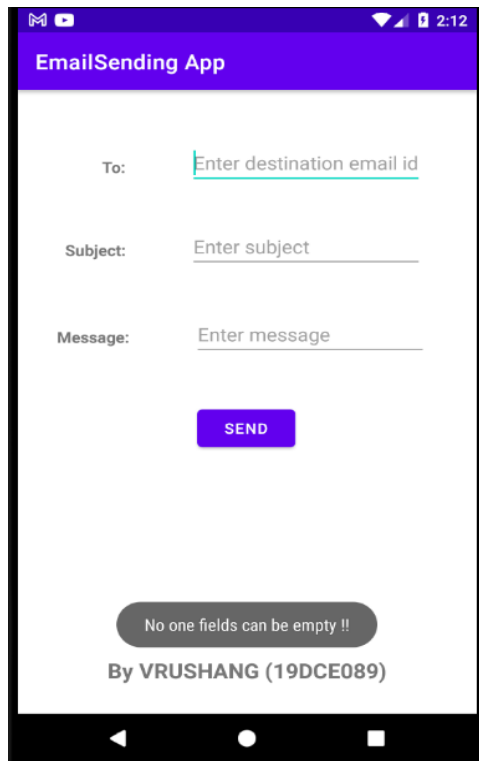 2:12
EmailSending App
To: Enter destination email id
Subject: Enter subject
Message: Enter message
SEND
No one fields can be empty !!
By VRUSHANG (19DCE089)